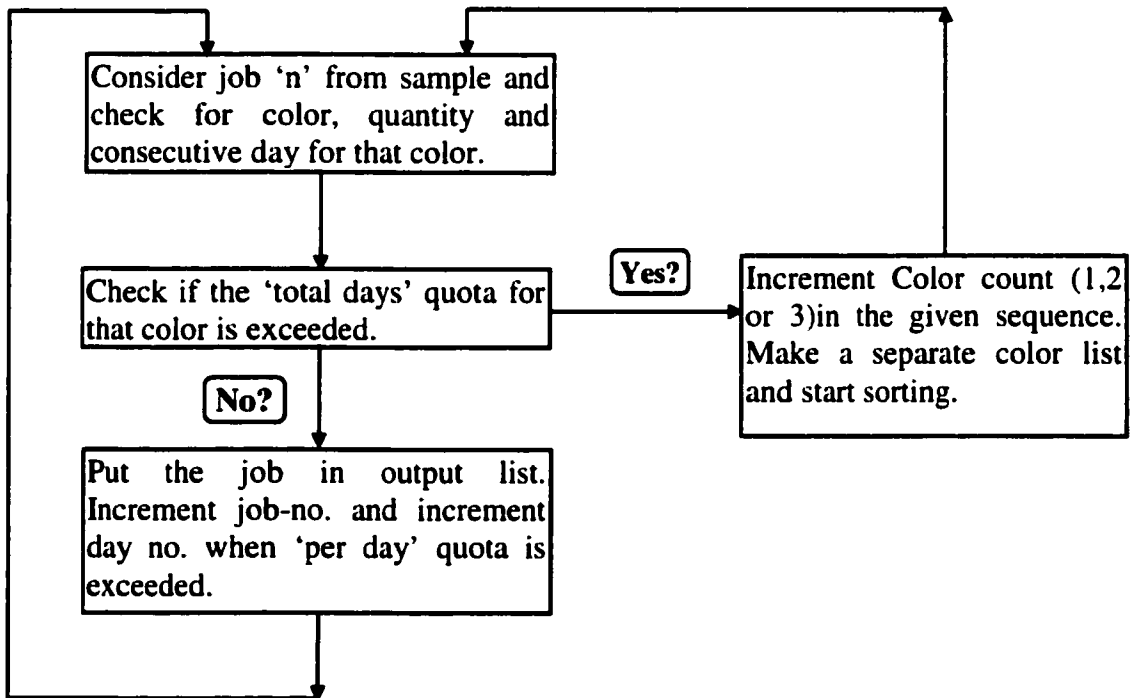 Consider job ‘n’ from sample and
check for color, quantity and
consecutive day for that color.
Check if the ‘total days’ quota for
that color is exceeded.
Yes?
Increment Color count (1,2
or 3)in the given sequence.
Make a separate color list
and start sorting.
No?
Put the job in output list.
Increment job-no. and increment
day no. when ‘per day’ quota is
exceeded.